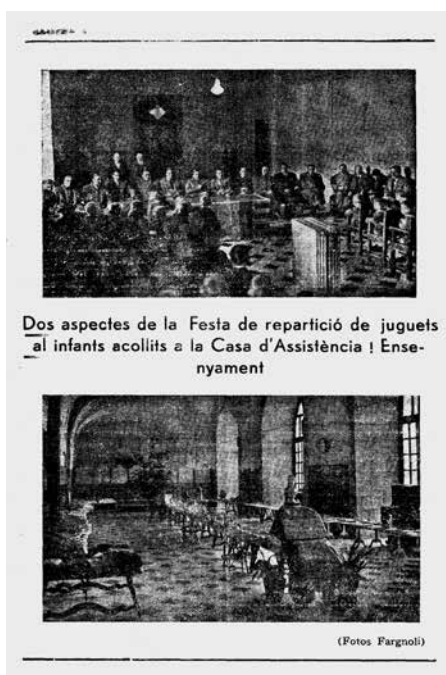 Dos aspectes de la Festa de repartició de juguets
al infants acollits a la Casa d'Assistència ! Ense-
nyament
(Fotos Fargnoli)